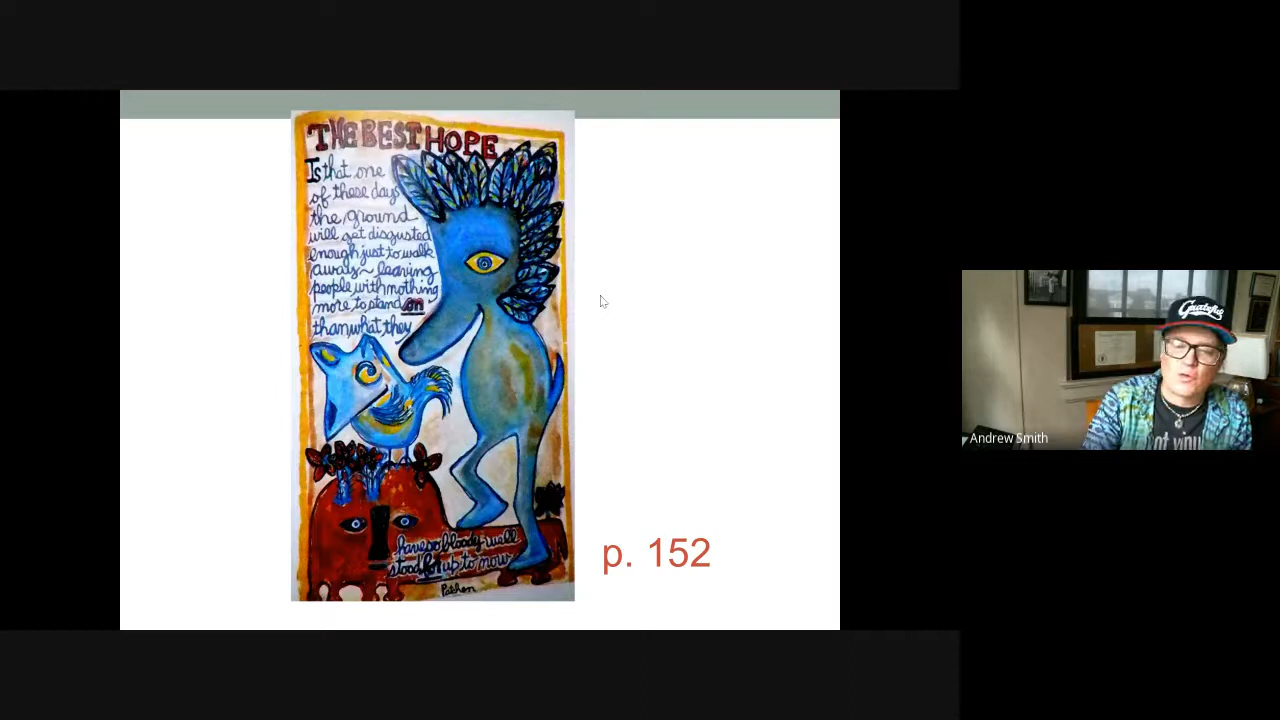 THE BEST HOPE
Is that one
of these days
the ground
will get disgusted
enough just to walk
away~ leaving
people with nothing
more to stand on
than what they
have so bloody well
stood for up to now
Patchen
p. 152
Andrew Smith
Grateful